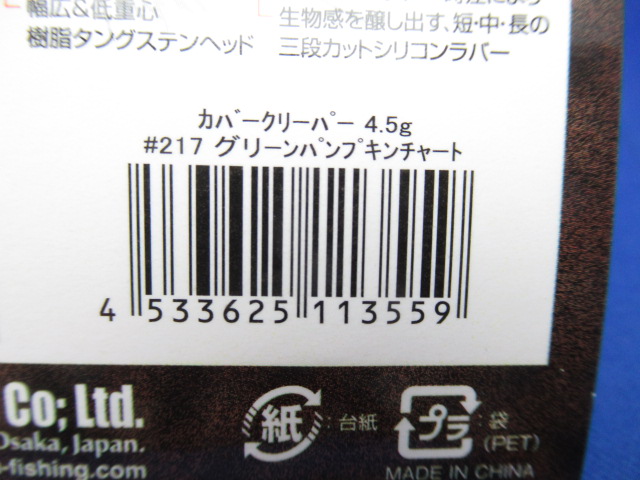 幅広&低重心
樹脂タングステンヘッド
生物感を醸し出す、短・中・長の
三段カットシリコンラバー
カバークリーパー 4.5g
#217 グリーンパンプキンチャート
4 533625 113559
Co; Ltd.
Osaka, Japan.
-fishing.com
紙 : 台紙
プラ : 袋
(PET)
MADE IN CHINA